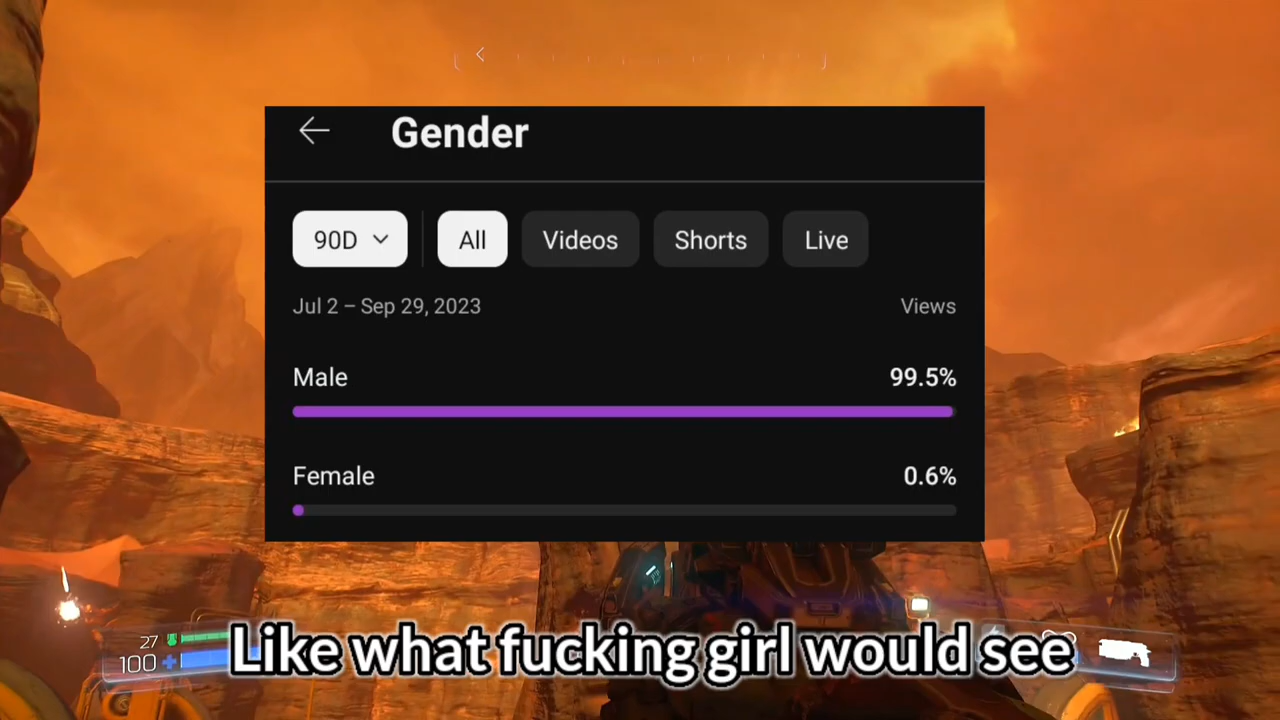 Gender
90D All Videos Shorts Live
Jul 2 – Sep 29, 2023 Views
Male 99.5%
Female 0.6%
27
100
Like what fucking girl would see